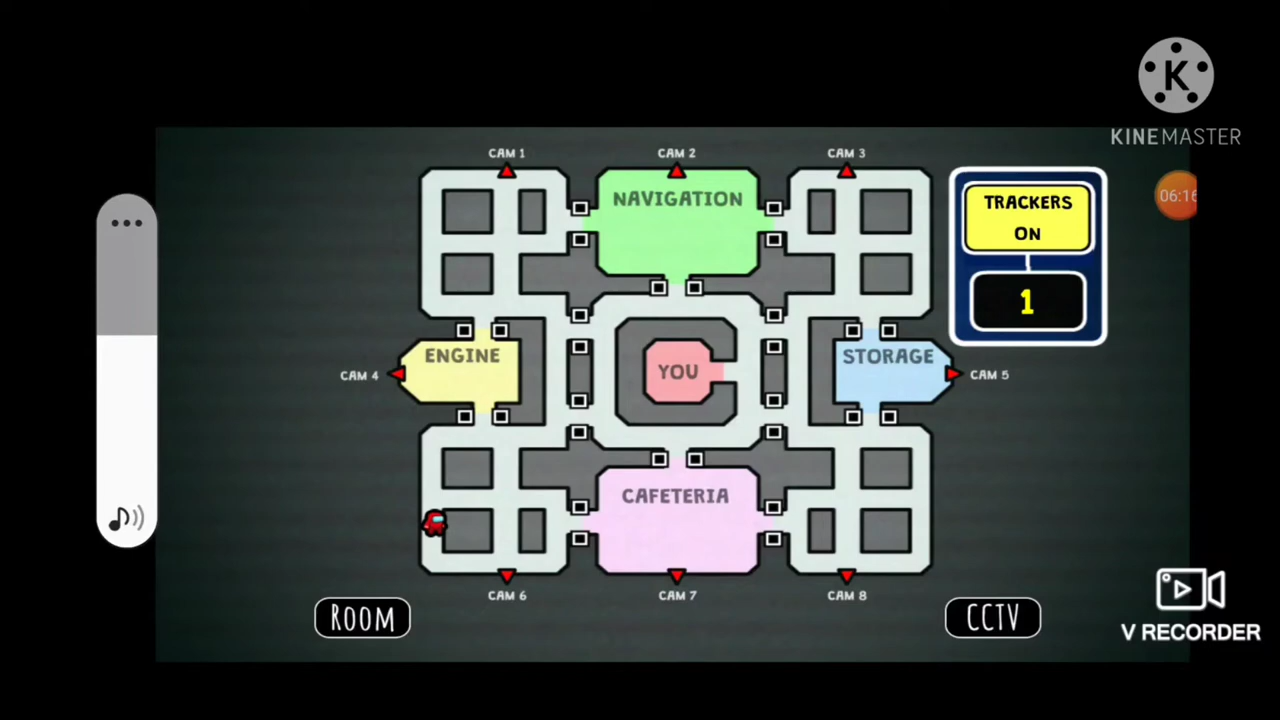 K
KINEMASTER
CAM 1
CAM 2
CAM 3
NAVIGATION
TRACKERS
ON
06:16
1
ENGINE
YOU
STORAGE
CAM 4
CAM 5
CAFETERIA
CAM 6
CAM 7
CAM 8
ROOM
CCTV
V RECORDER